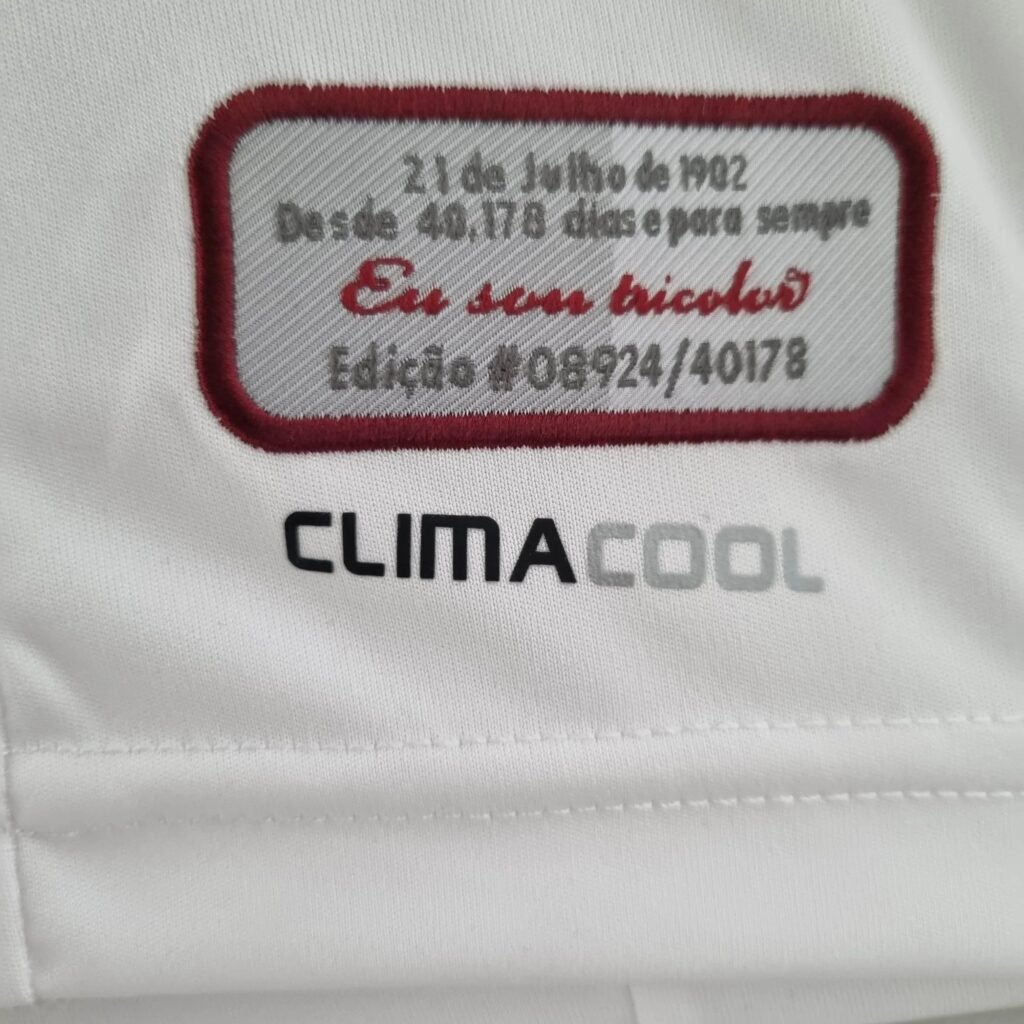 21 de Julho de 1902
Desde 40.178 dias e para sempre
Eu sou tricolor
Edição #08924/40178
CLIMACOOL